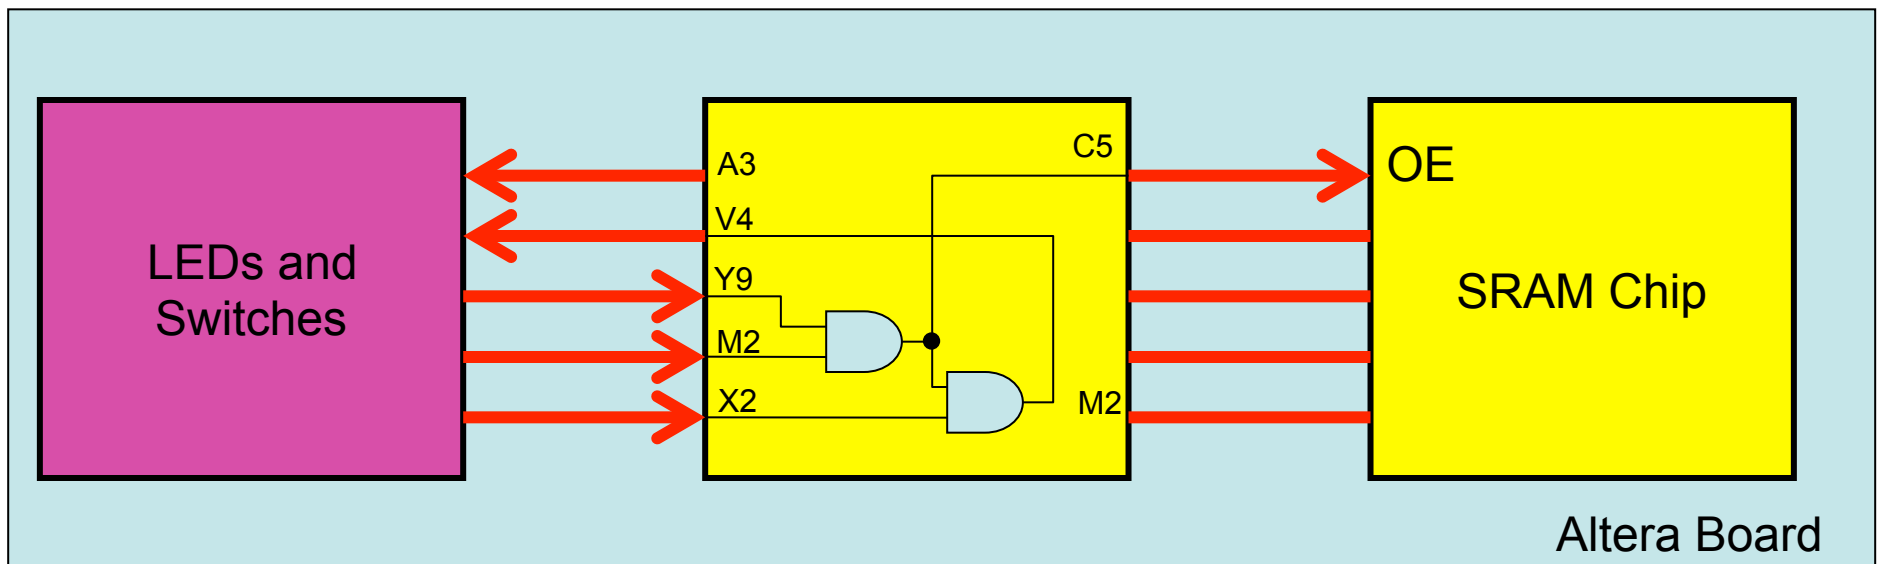 LEDs and
Switches
A3
V4
Y9
M2
X2
C5
M2
OE
SRAM Chip
Altera Board